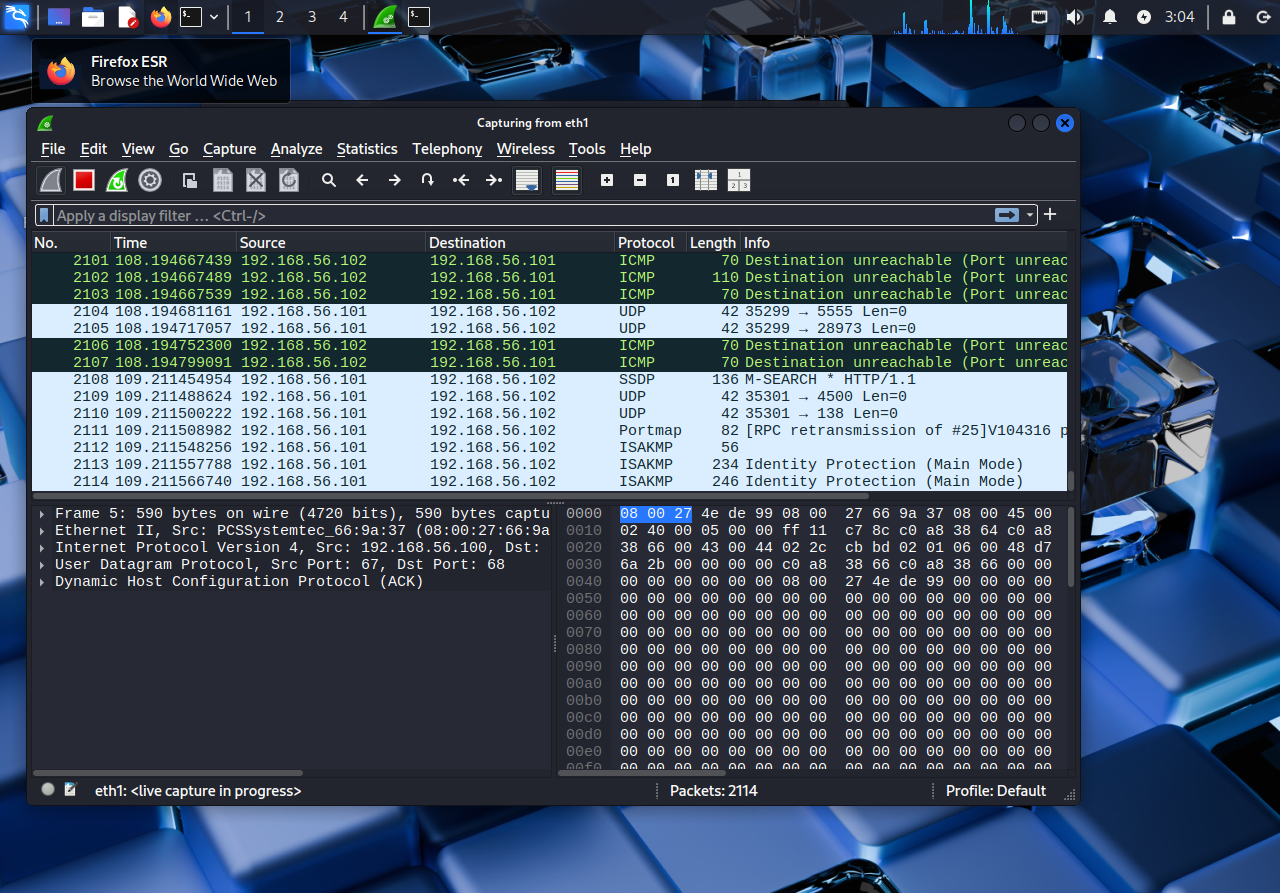 1 2 3 4 3:04
Firefox ESR
Browse the World Wide Web
Capturing from eth1
File Edit View Go Capture Analyze Statistics Telephony Wireless Tools Help
Apply a display filter … <Ctrl-/>
No. Time Source Destination Protocol Length Info
2101 108.194667439 192.168.56.102 192.168.56.101 ICMP 70 Destination unreachable (Port unreac
2102 108.194667489 192.168.56.102 192.168.56.101 ICMP 110 Destination unreachable (Port unreac
2103 108.194667539 192.168.56.102 192.168.56.101 ICMP 70 Destination unreachable (Port unreac
2104 108.194681161 192.168.56.101 192.168.56.102 UDP 42 35299 → 5555 Len=0
2105 108.194717057 192.168.56.101 192.168.56.102 UDP 42 35299 → 28973 Len=0
2106 108.194752300 192.168.56.102 192.168.56.101 ICMP 70 Destination unreachable (Port unreac
2107 108.194799091 192.168.56.102 192.168.56.101 ICMP 70 Destination unreachable (Port unreac
2108 109.211454954 192.168.56.101 192.168.56.102 SSDP 136 M-SEARCH * HTTP/1.1
2109 109.211488624 192.168.56.101 192.168.56.102 UDP 42 35301 → 4500 Len=0
2110 109.211500222 192.168.56.101 192.168.56.102 UDP 42 35301 → 138 Len=0
2111 109.211508982 192.168.56.101 192.168.56.102 Portmap 82 [RPC retransmission of #25]V104316 p
2112 109.211548256 192.168.56.101 192.168.56.102 ISAKMP 56
2113 109.211557788 192.168.56.101 192.168.56.102 ISAKMP 234 Identity Protection (Main Mode)
2114 109.211566740 192.168.56.101 192.168.56.102 ISAKMP 246 Identity Protection (Main Mode)
Frame 5: 590 bytes on wire (4720 bits), 590 bytes captu
Ethernet II, Src: PCSSystemtec_66:9a:37 (08:00:27:66:9a
Internet Protocol Version 4, Src: 192.168.56.100, Dst:
User Datagram Protocol, Src Port: 67, Dst Port: 68
Dynamic Host Configuration Protocol (ACK)
0000 08 00 27 4e de 99 08 00 27 66 9a 37 08 00 45 00
0010 02 40 00 05 00 00 ff 11 c7 8c c0 a8 38 64 c0 a8
0020 38 66 00 43 00 44 02 2c cb bd 02 01 06 00 48 d7
0030 6a 2b 00 00 00 00 c0 a8 38 66 c0 a8 38 66 00 00
0040 00 00 00 00 00 00 08 00 27 4e de 99 00 00 00 00
0050 00 00 00 00 00 00 00 00 00 00 00 00 00 00 00 00
0060 00 00 00 00 00 00 00 00 00 00 00 00 00 00 00 00
0070 00 00 00 00 00 00 00 00 00 00 00 00 00 00 00 00
0080 00 00 00 00 00 00 00 00 00 00 00 00 00 00 00 00
0090 00 00 00 00 00 00 00 00 00 00 00 00 00 00 00 00
00a0 00 00 00 00 00 00 00 00 00 00 00 00 00 00 00 00
00b0 00 00 00 00 00 00 00 00 00 00 00 00 00 00 00 00
00c0 00 00 00 00 00 00 00 00 00 00 00 00 00 00 00 00
00d0 00 00 00 00 00 00 00 00 00 00 00 00 00 00 00 00
00e0 00 00 00 00 00 00 00 00 00 00 00 00 00 00 00 00
00f0 00 00 00 00 00 00 00 00 00 00 00 00 00 00 00 00
eth1: <live capture in progress> Packets: 2114 Profile: Default